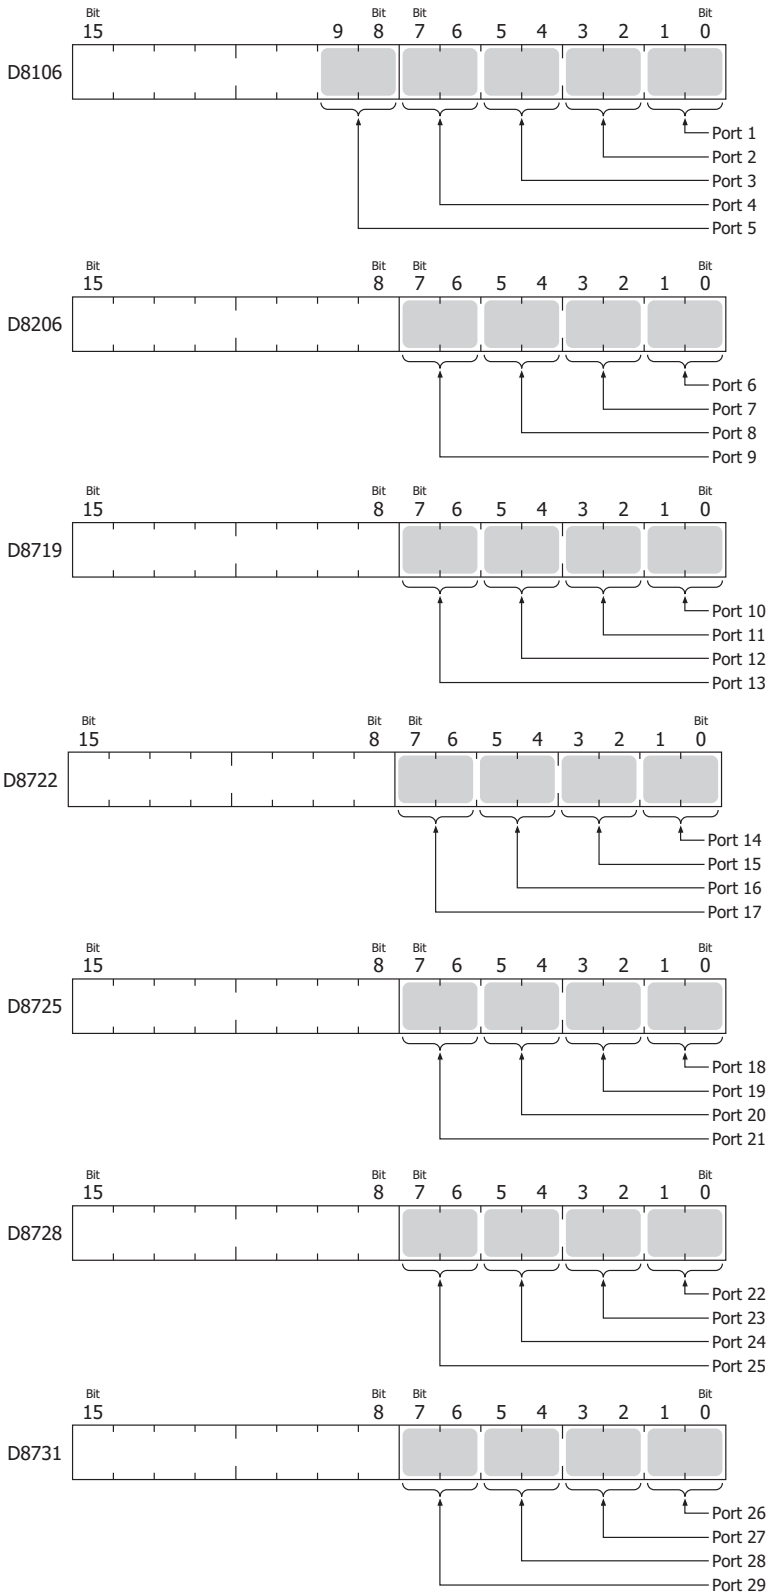 Bit Bit Bit Bit
15 9 8 7 6 5 4 3 2 1 0
D8106
Port 1
Port 2
Port 3
Port 4
Port 5
Bit Bit Bit Bit
15 8 7 6 5 4 3 2 1 0
D8206
Port 6
Port 7
Port 8
Port 9
Bit Bit Bit Bit
15 8 7 6 5 4 3 2 1 0
D8719
Port 10
Port 11
Port 12
Port 13
Bit Bit Bit Bit
15 8 7 6 5 4 3 2 1 0
D8722
Port 14
Port 15
Port 16
Port 17
Bit Bit Bit Bit
15 8 7 6 5 4 3 2 1 0
D8725
Port 18
Port 19
Port 20
Port 21
Bit Bit Bit Bit
15 8 7 6 5 4 3 2 1 0
D8728
Port 22
Port 23
Port 24
Port 25
Bit Bit Bit Bit
15 8 7 6 5 4 3 2 1 0
D8731
Port 26
Port 27
Port 28
Port 29